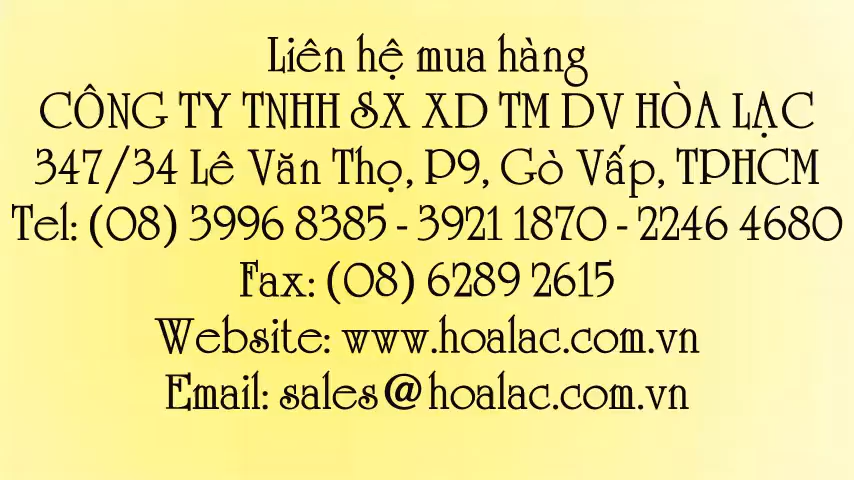 Liên hệ mua hàng
CÔNG TY TNHH SX XD TM DV HÒA LẠC
347/34 Lê Văn Thọ, P9, Gò Vấp, TPHCM
Tel: (08) 3996 8385 - 3921 1870 - 2246 4680
Fax: (08) 6289 2615
Website: www.hoalac.com.vn
Email: sales@hoalac.com.vn